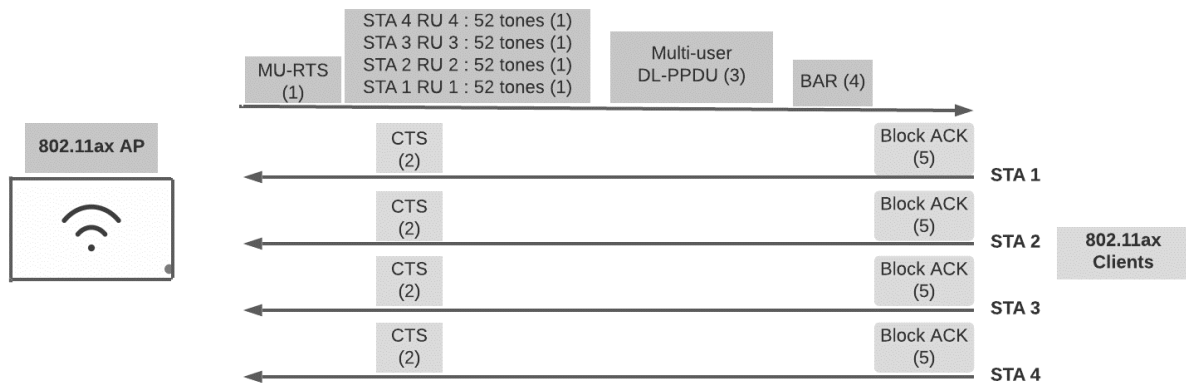 STA 4 RU 4 : 52 tones (1)
STA 3 RU 3 : 52 tones (1)
STA 2 RU 2 : 52 tones (1)
STA 1 RU 1 : 52 tones (1)
MU-RTS
(1)
Multi-user
DL-PPDU (3)
BAR (4)
802.11ax AP
CTS
(2)
Block ACK
(5)
STA 1
CTS
(2)
Block ACK
(5)
STA 2
802.11ax
Clients
CTS
(2)
Block ACK
(5)
STA 3
CTS
(2)
Block ACK
(5)
STA 4